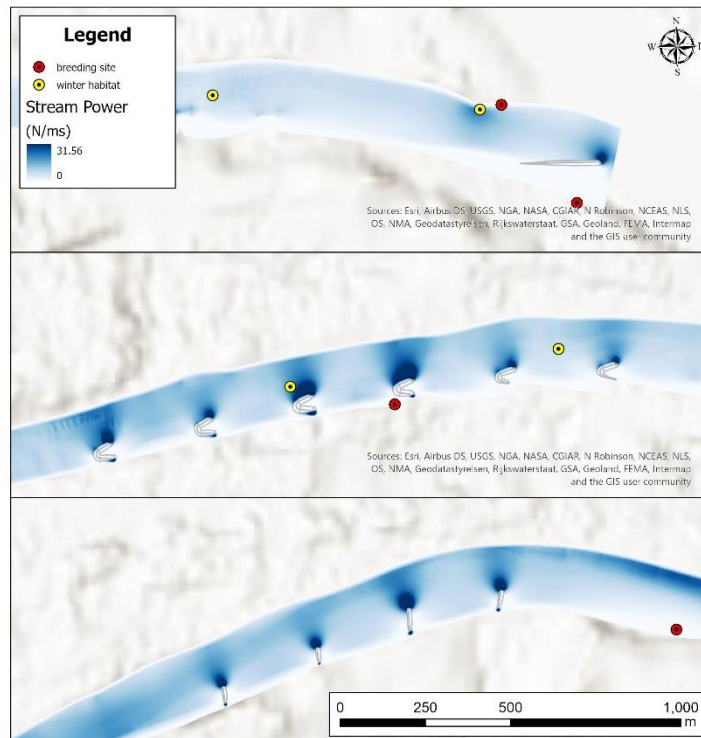 Legend
breeding site
winter habitat
Stream Power
(N/ms)
31.56
0
N
W
S
Sources: Esri, Airbus DS, USGS, NGA, NASA, CGIAR, N Robinson, NCEAS, NLS,
OS, NMA, Geodatastyrelsen, Rijkswaterstaat, GSA, Geoland, FEMA, Intermap
and the GIS user community
Sources: Esri, Airbus DS, USGS, NGA, NASA, CGIAR, N Robinson, NCEAS, NLS,
OS, NMA, Geodatastyrelsen, Rijkswaterstaat, GSA, Geoland, FEMA, Intermap
and the GIS user community
0 250 500 1,000
m